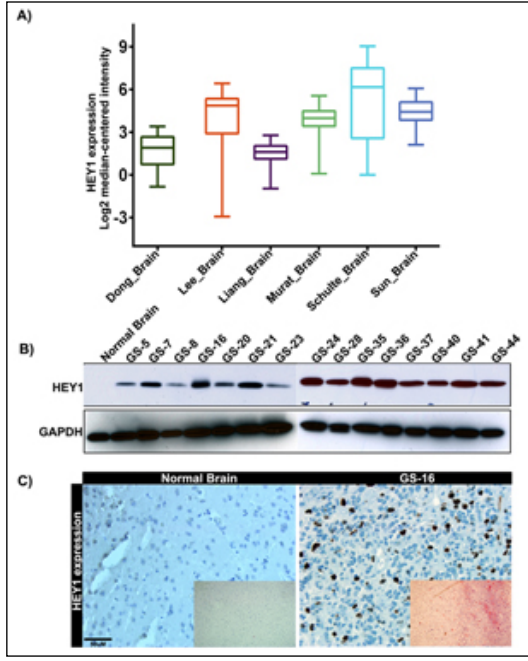 A)
HEY1 expression
Log2 median-centered intensity
9
6
3
0
-3
Dong_Brain
Lee_Brain
Liang_Brain
Murat_Brain
Schulte_Brain
Sun_Brain
B)
Normal Brain GS-5 GS-7 GS-8 GS-16 GS-20 GS-21 GS-23 GS-24 GS-28 GS-35 GS-36 GS-37 GS-40 GS-41 GS-44
HEY1
GAPDH
C)
Normal Brain GS-16
HEY1 expression